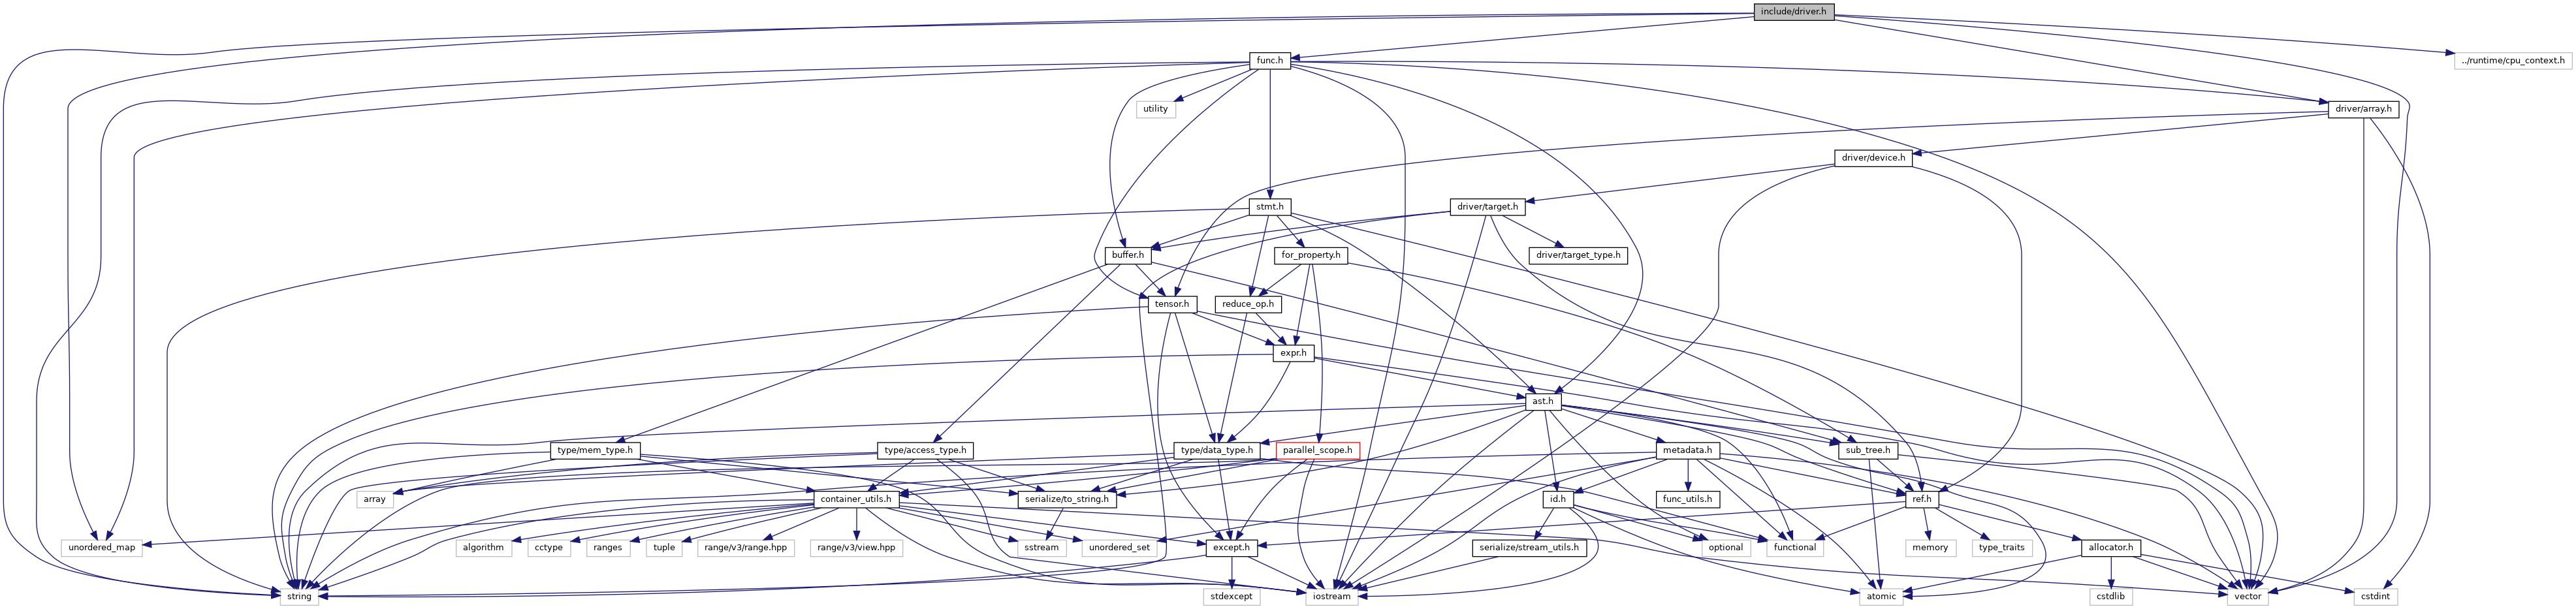 include/driver.h
func.h
../runtime/cpu_context.h
utility
driver/array.h
driver/device.h
stmt.h
driver/target.h
buffer.h
for_property.h
driver/target_type.h
tensor.h
reduce_op.h
expr.h
ast.h
type/mem_type.h
type/access_type.h
type/data_type.h
parallel_scope.h
metadata.h
sub_tree.h
array
container_utils.h
serialize/to_string.h
id.h
func_utils.h
ref.h
unordered_map
algorithm
cctype
ranges
tuple
range/v3/range.hpp
range/v3/view.hpp
sstream
unordered_set
except.h
serialize/stream_utils.h
optional
functional
memory
type_traits
allocator.h
string
stdexcept
iostream
atomic
cstdlib
vector
cstdint